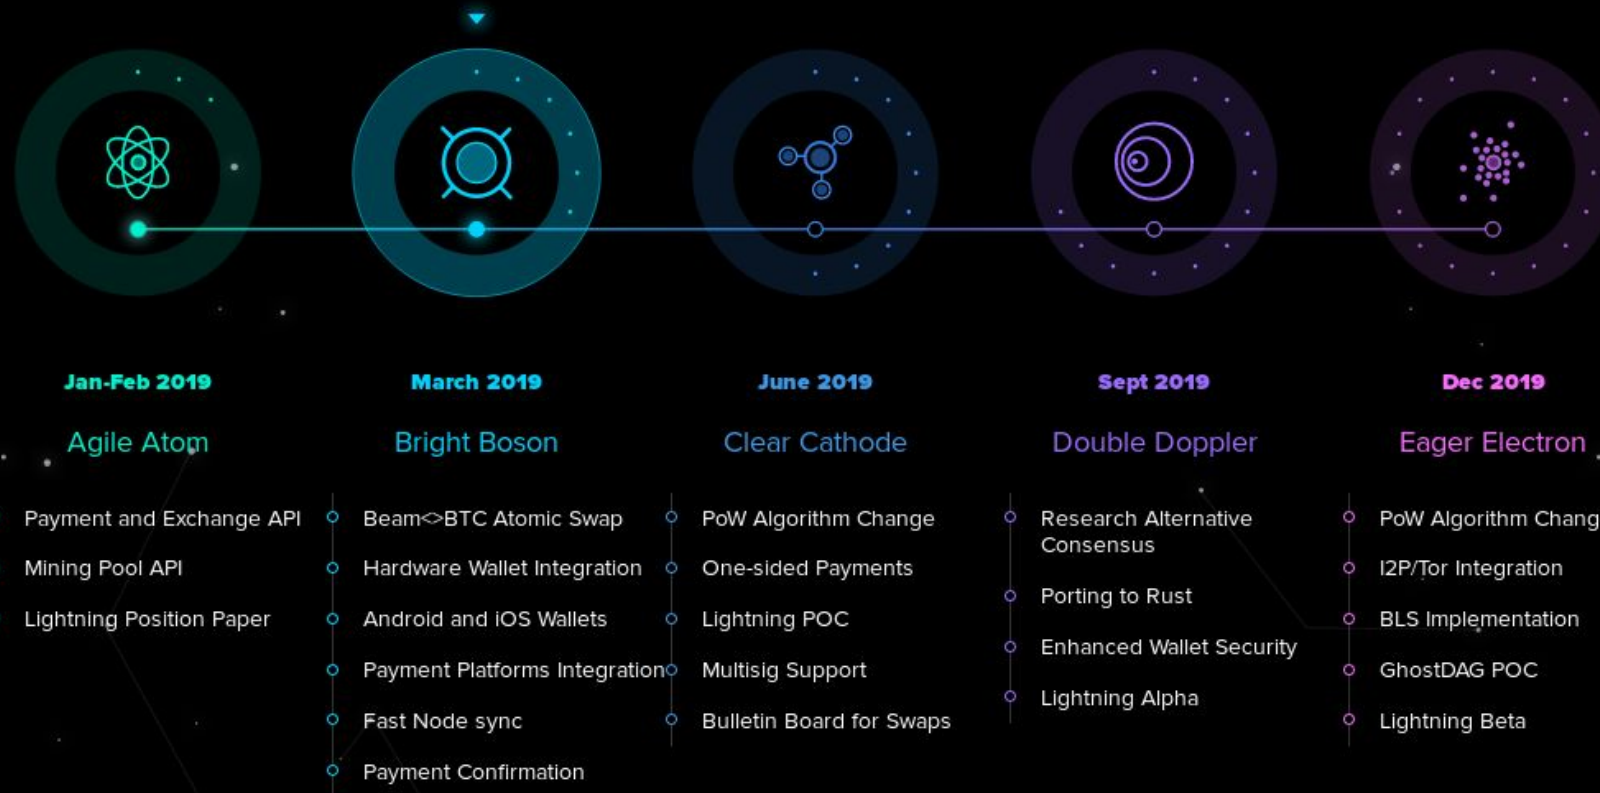 Jan-Feb 2019
Agile Atom
Payment and Exchange API
Mining Pool API
Lightning Position Paper
March 2019
Bright Boson
Beam<>BTC Atomic Swap
Hardware Wallet Integration
Android and iOS Wallets
Payment Platforms Integration
Fast Node sync
Payment Confirmation
June 2019
Clear Cathode
PoW Algorithm Change
One-sided Payments
Lightning POC
Multisig Support
Bulletin Board for Swaps
Sept 2019
Double Doppler
Research Alternative
Consensus
Porting to Rust
Enhanced Wallet Security
Lightning Alpha
Dec 2019
Eager Electron
PoW Algorithm Chang
I2P/Tor Integration
BLS Implementation
GhostDAG POC
Lightning Beta